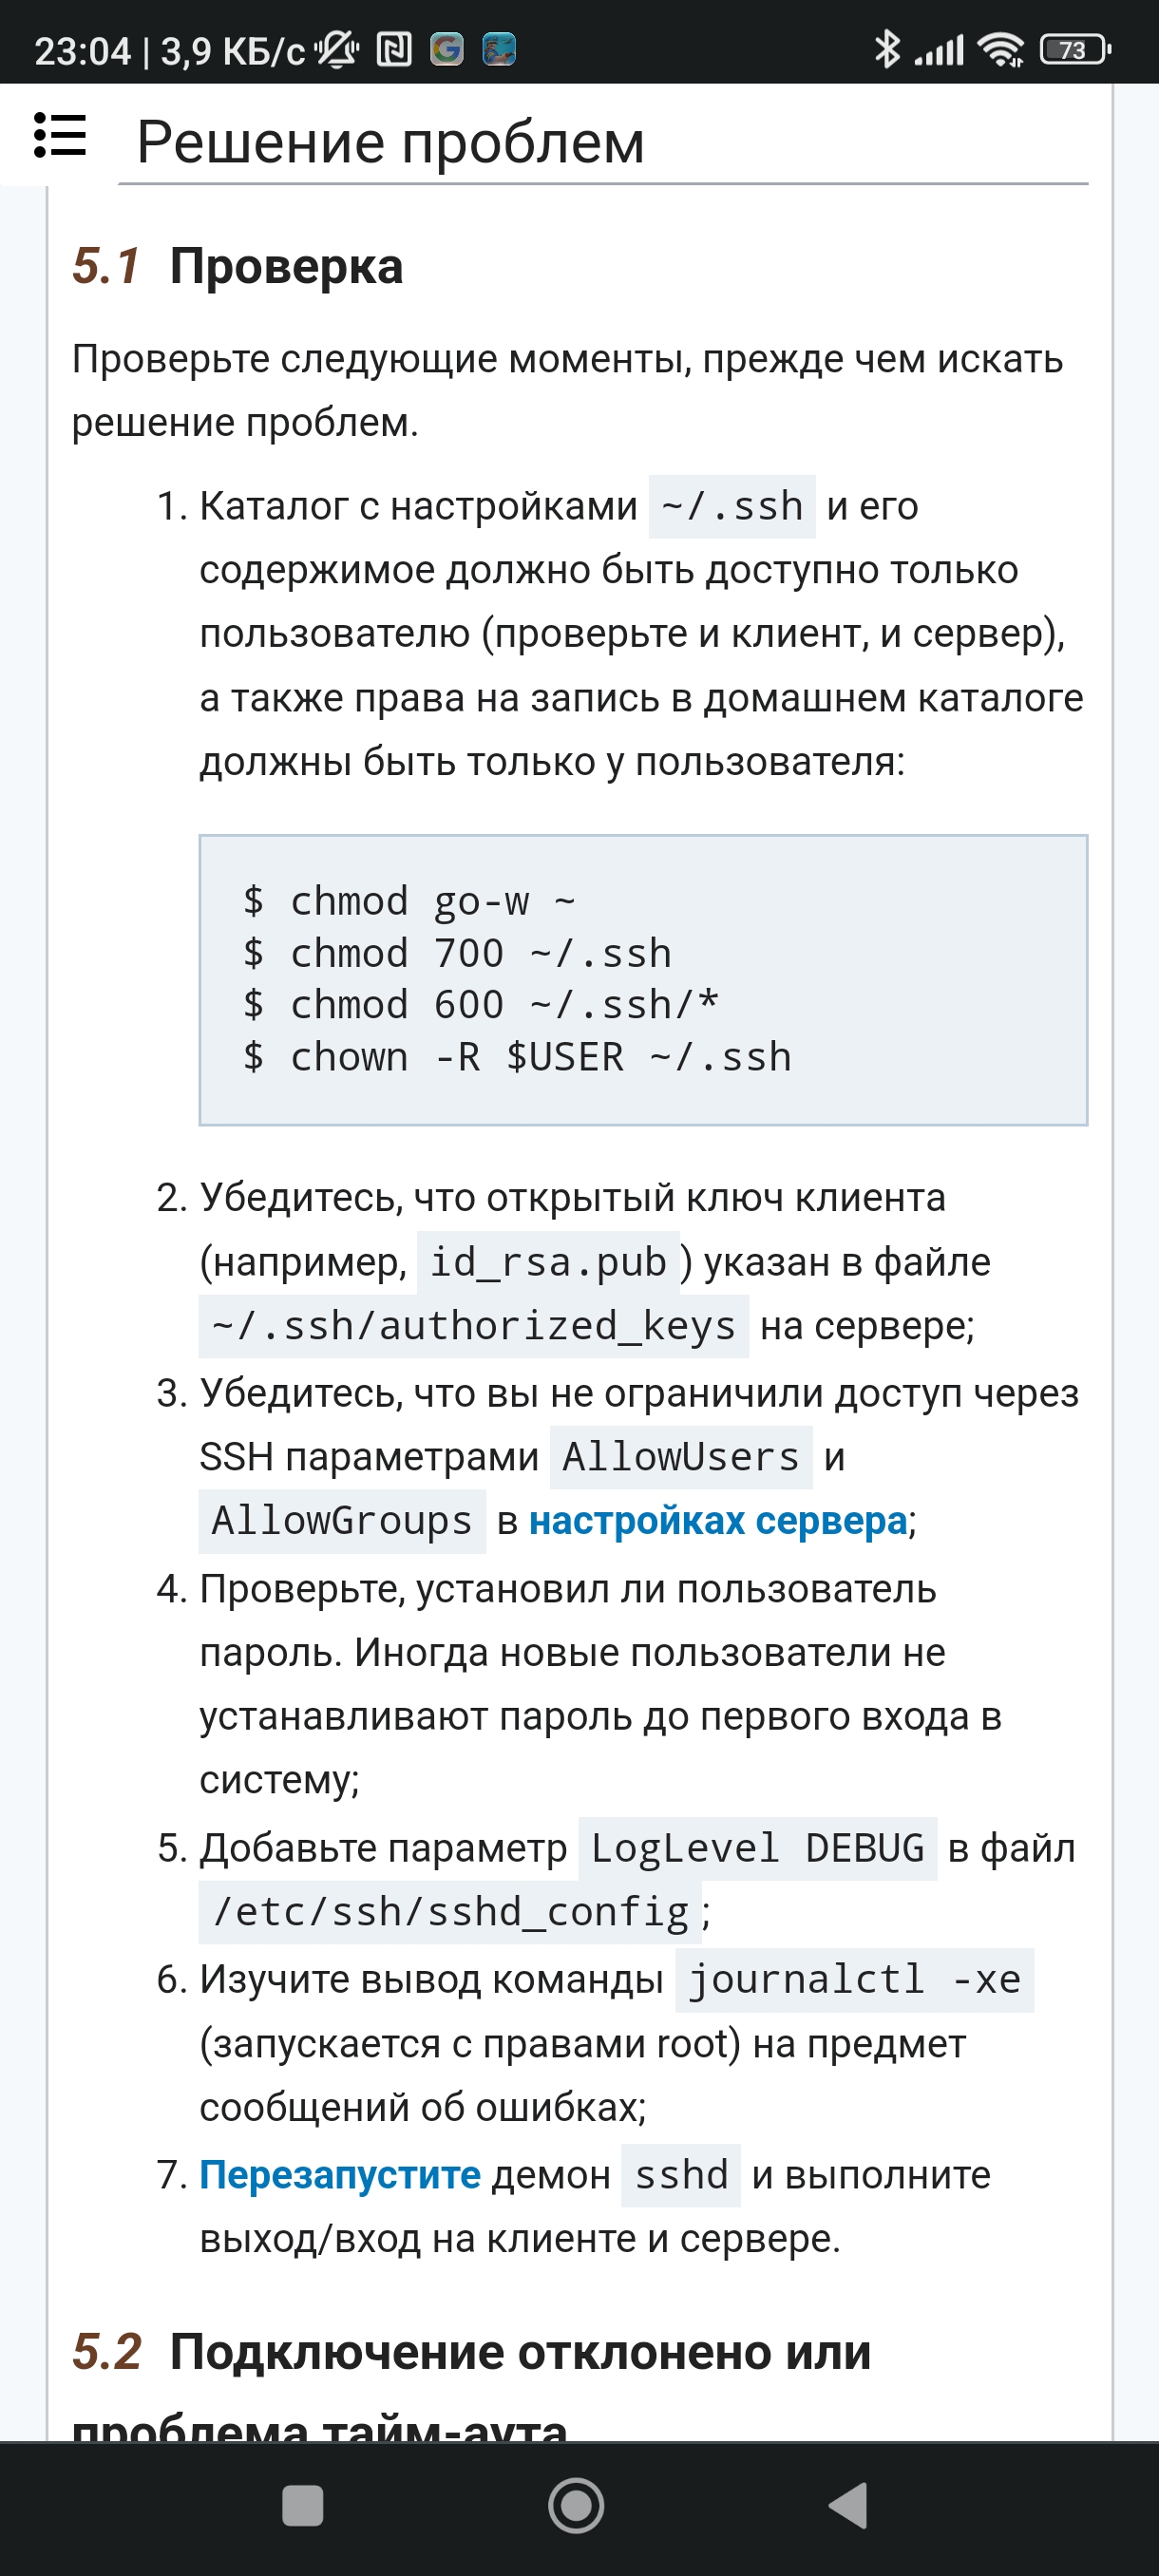 23:04 | 3,9 КБ/с
73
Решение проблем
5.1 Проверка
Проверьте следующие моменты, прежде чем искать
решение проблем.
1. Каталог с настройками ~/.ssh и его
содержимое должно быть доступно только
пользователю (проверьте и клиент, и сервер),
а также права на запись в домашнем каталоге
должны быть только у пользователя:
$ chmod go-w ~
$ chmod 700 ~/.ssh
$ chmod 600 ~/.ssh/*
$ chown -R $USER ~/.ssh
2. Убедитесь, что открытый ключ клиента
(например, id_rsa.pub ) указан в файле
~/.ssh/authorized_keys на сервере;
3. Убедитесь, что вы не ограничили доступ через
SSH параметрами AllowUsers и
AllowGroups в настройках сервера;
4. Проверьте, установил ли пользователь
пароль. Иногда новые пользователи не
устанавливают пароль до первого входа в
систему;
5. Добавьте параметр LogLevel DEBUG в файл
/etc/ssh/sshd_config ;
6. Изучите вывод команды journalctl -xe
(запускается с правами root) на предмет
сообщений об ошибках;
7. Перезапустите демон sshd и выполните
выход/вход на клиенте и сервере.
5.2 Подключение отклонено или
проблема тайм-аута